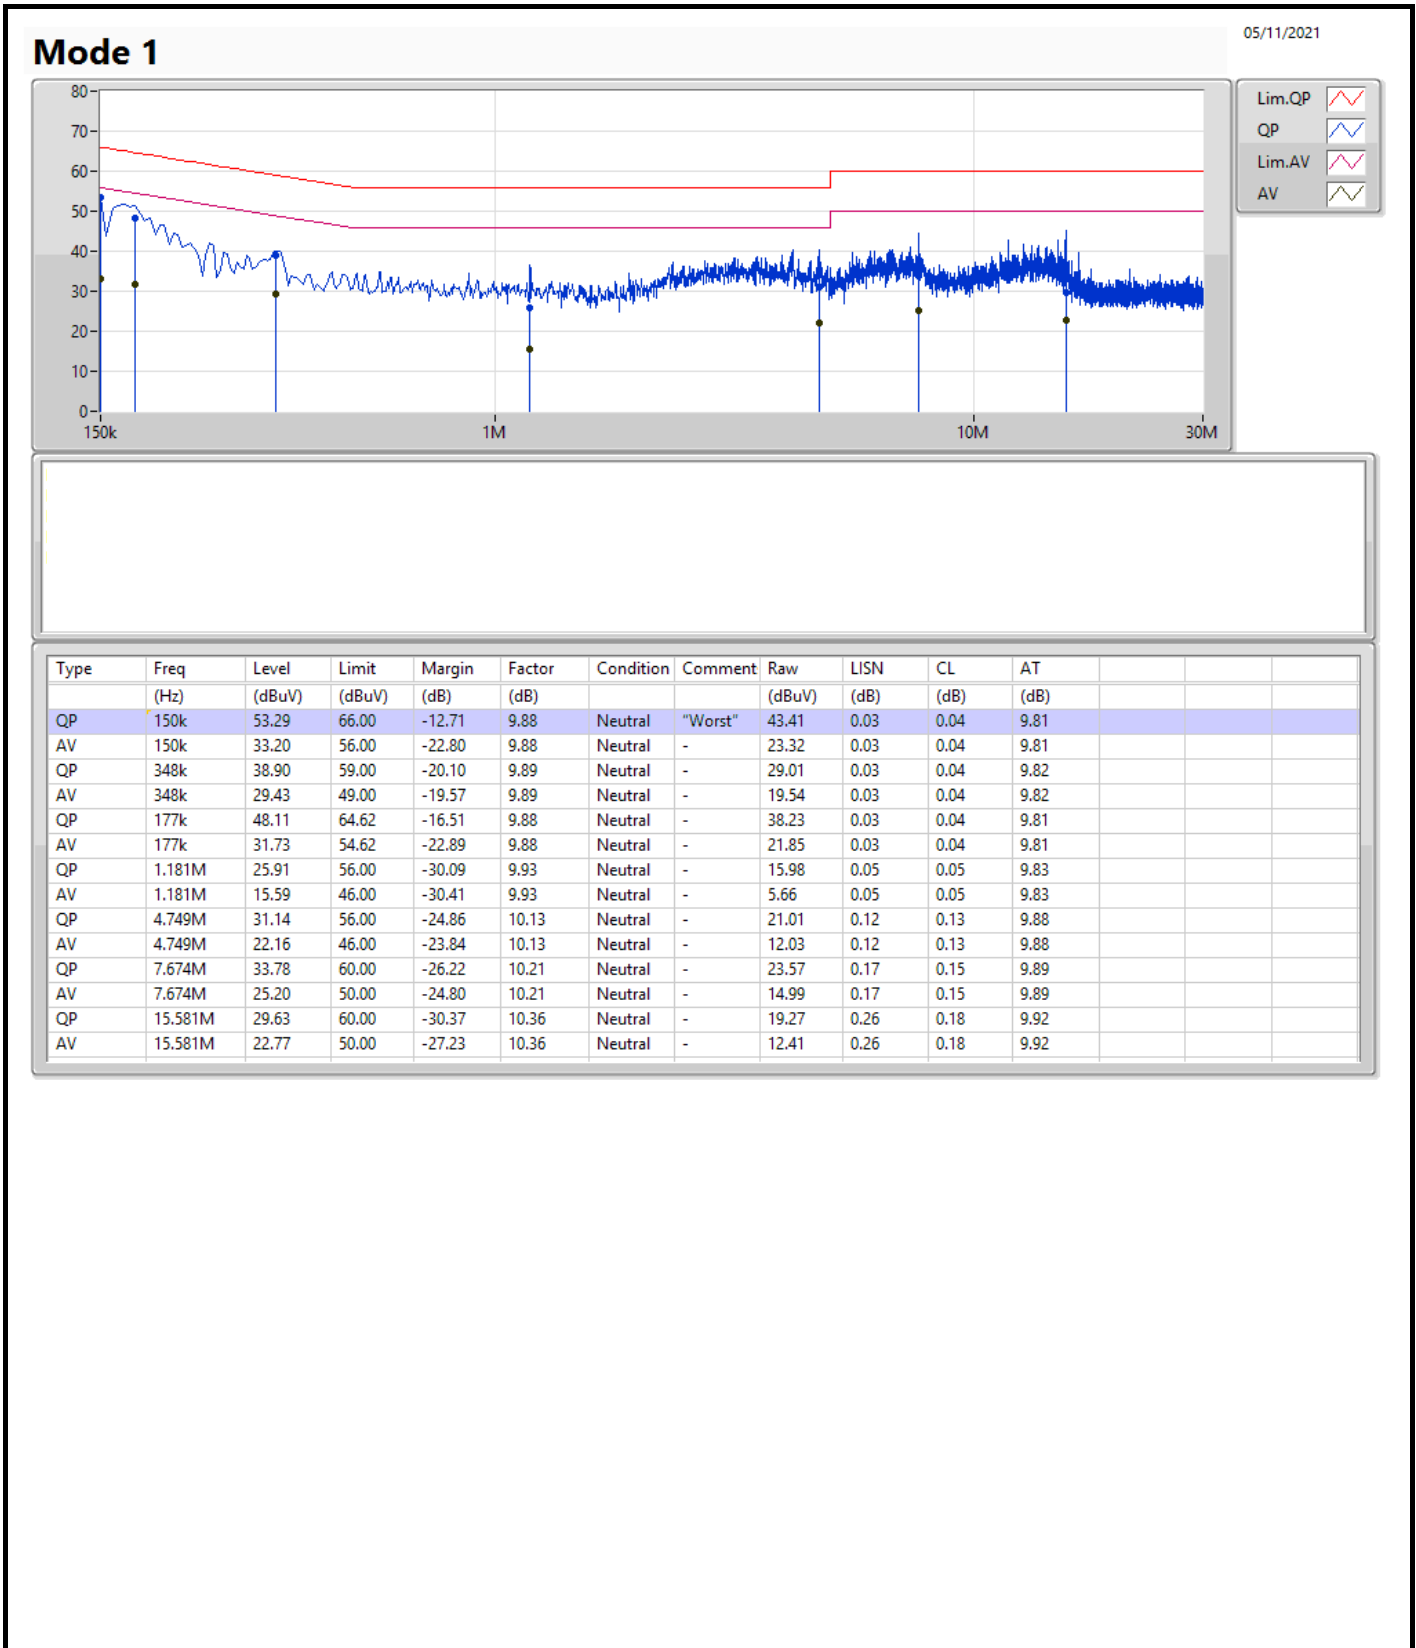 05/11/2021
Mode 1
80
70
60
50
40
30
20
10
0
150k 1M 10M 30M
Lim.QP
QP
Lim.AV
AV
Type Freq Level Limit Margin Factor Condition Comment Raw LISN CL AT
(Hz) (dBuV) (dBuV) (dB) (dB) (dBuV) (dB) (dB) (dB)
QP 150k 53.29 66.00 -12.71 9.88 Neutral "Worst" 43.41 0.03 0.04 9.81
AV 150k 33.20 56.00 -22.80 9.88 Neutral - 23.32 0.03 0.04 9.81
QP 348k 38.90 59.00 -20.10 9.89 Neutral - 29.01 0.03 0.04 9.82
AV 348k 29.43 49.00 -19.57 9.89 Neutral - 19.54 0.03 0.04 9.82
QP 177k 48.11 64.62 -16.51 9.88 Neutral - 38.23 0.03 0.04 9.81
AV 177k 31.73 54.62 -22.89 9.88 Neutral - 21.85 0.03 0.04 9.81
QP 1.181M 25.91 56.00 -30.09 9.93 Neutral - 15.98 0.05 0.05 9.83
AV 1.181M 15.59 46.00 -30.41 9.93 Neutral - 5.66 0.05 0.05 9.83
QP 4.749M 31.14 56.00 -24.86 10.13 Neutral - 21.01 0.12 0.13 9.88
AV 4.749M 22.16 46.00 -23.84 10.13 Neutral - 12.03 0.12 0.13 9.88
QP 7.674M 33.78 60.00 -26.22 10.21 Neutral - 23.57 0.17 0.15 9.89
AV 7.674M 25.20 50.00 -24.80 10.21 Neutral - 14.99 0.17 0.15 9.89
QP 15.581M 29.63 60.00 -30.37 10.36 Neutral - 19.27 0.26 0.18 9.92
AV 15.581M 22.77 50.00 -27.23 10.36 Neutral - 12.41 0.26 0.18 9.92